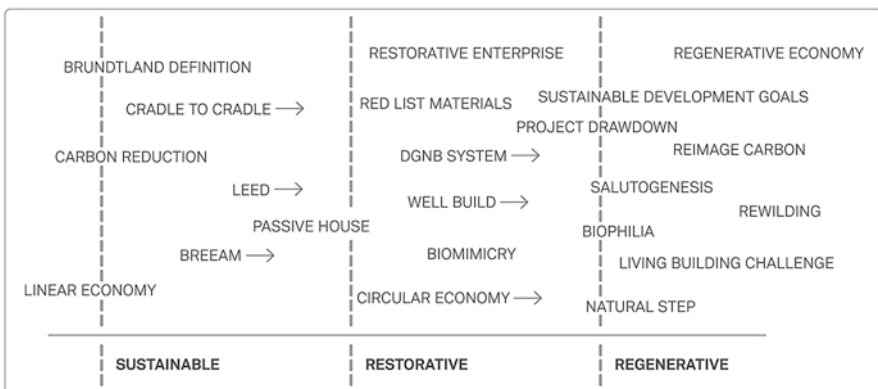 RESTORATIVE ENTERPRISE
REGENERATIVE ECONOMY
BRUNDTLAND DEFINITION
CRADLE TO CRADLE →
RED LIST MATERIALS
SUSTAINABLE DEVELOPMENT GOALS
PROJECT DRAWDOWN
CARBON REDUCTION
DGNB SYSTEM →
REIMAGE CARBON
LEED →
SALUTOGENESIS
WELL BUILD →
REWILDING
PASSIVE HOUSE
BIOPHILIA
BREEAM →
BIOMIMICRY
LIVING BUILDING CHALLENGE
LINEAR ECONOMY
CIRCULAR ECONOMY →
NATURAL STEP
SUSTAINABLE
RESTORATIVE
REGENERATIVE